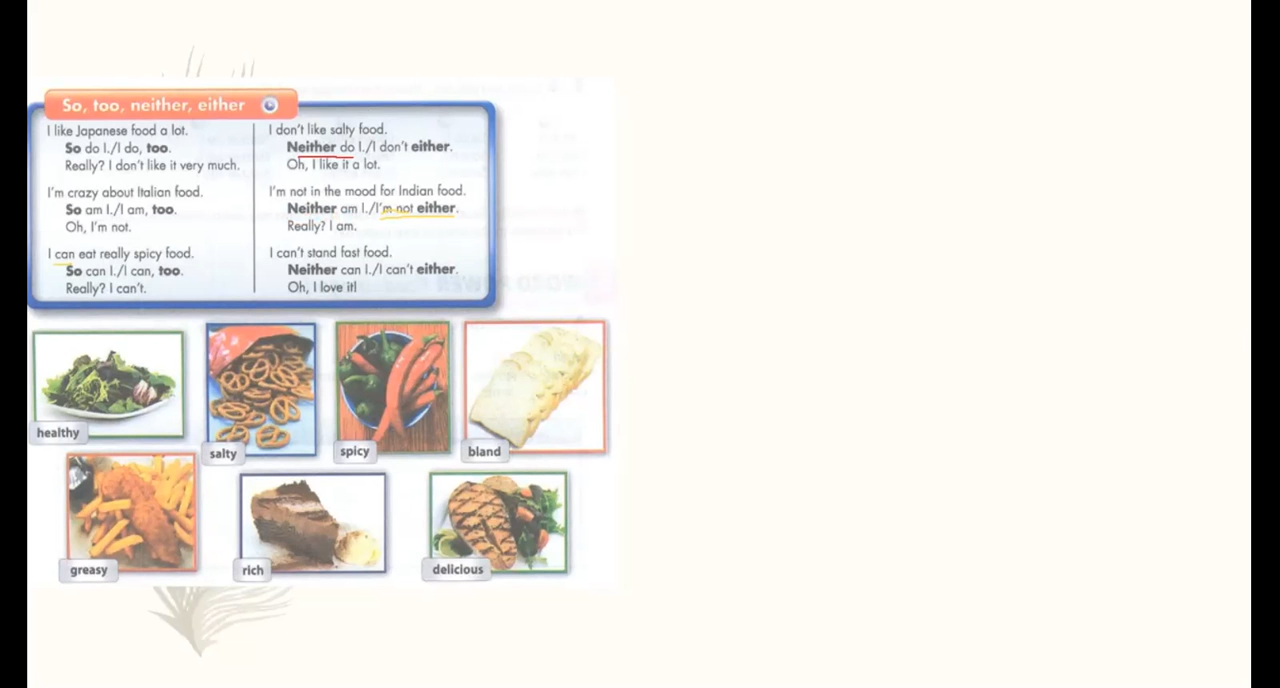 So, too, neither, either
I like Japanese food a lot.
So do I./I do, too.
Really? I don't like it very much.
I'm crazy about Italian food.
So am I./I am, too.
Oh, I'm not.
I can eat really spicy food.
So can I./I can, too.
Really? I can't.
I don't like salty food.
Neither do I./I don't either.
Oh, I like it a lot.
I'm not in the mood for Indian food.
Neither am I./I'm not either.
Really? I am.
I can't stand fast food.
Neither can I./I can't either.
Oh, I love it!
healthy
salty
spicy
bland
greasy
rich
delicious